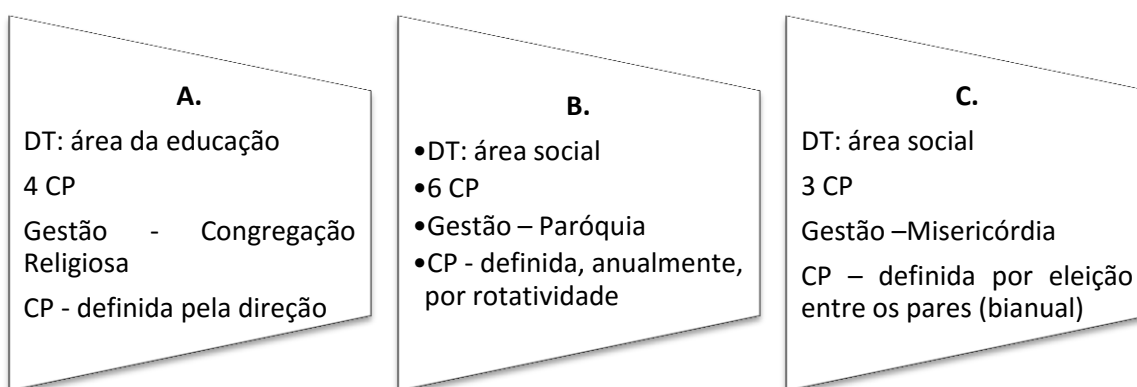 A.
DT: área da educação
4 CP
Gestão - Congregação
Religiosa
CP - definida pela direção
B.
•DT: área social
•6 CP
•Gestão – Paróquia
•CP - definida, anualmente,
por rotatividade
C.
DT: área social
3 CP
Gestão –Misericórdia
CP – definida por eleição
entre os pares (bianual)